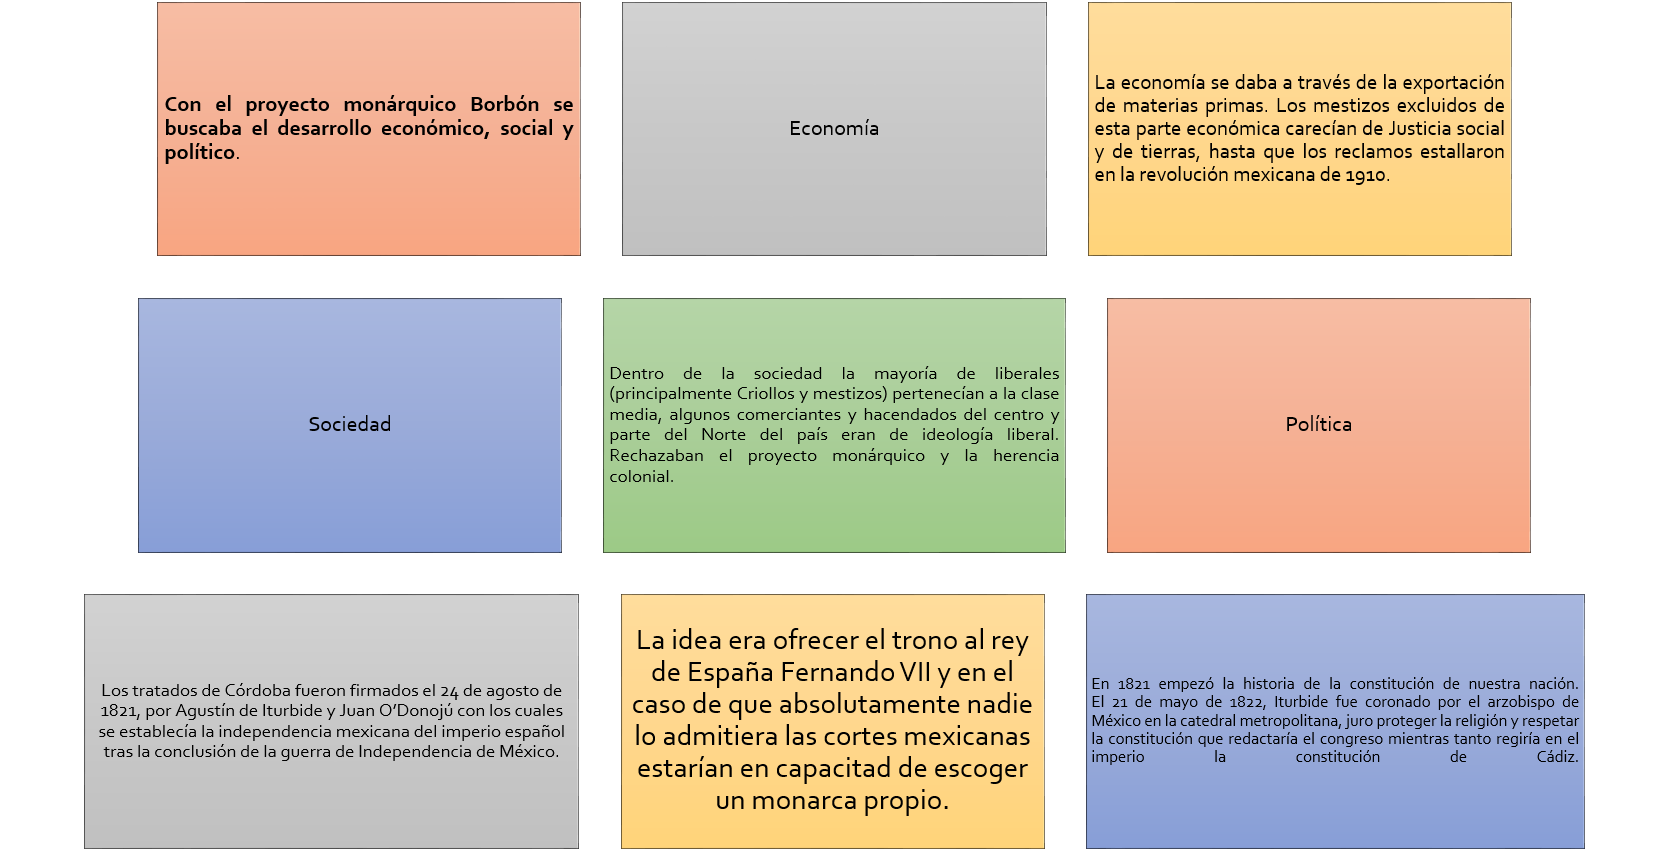 Con el proyecto monárquico Borbón se
buscaba el desarrollo económico, social y
político.
Economía
La economía se daba a través de la exportación
de materias primas. Los mestizos excluidos de
esta parte económica carecían de Justicia social
y de tierras, hasta que los reclamos estallaron
en la revolución mexicana de 1910.
Sociedad
Dentro de la sociedad la mayoría de liberales
(principalmente Criollos y mestizos) pertenecían a la clase
media, algunos comerciantes y hacendados del centro y
parte del Norte del país eran de ideología liberal.
Rechazaban el proyecto monárquico y la herencia
colonial.
Política
Los tratados de Córdoba fueron firmados el 24 de agosto de
1821, por Agustín de Iturbide y Juan O’Donojú con los cuales
se establecía la independencia mexicana del imperio español
tras la conclusión de la guerra de Independencia de México.
La idea era ofrecer el trono al rey
de España Fernando VII y en el
caso de que absolutamente nadie
lo admitiera las cortes mexicanas
estarían en capacitad de escoger
un monarca propio.
En 1821 empezó la historia de la constitución de nuestra nación.
El 21 de mayo de 1822, Iturbide fue coronado por el arzobispo de
México en la catedral metropolitana, juro proteger la religión y respetar
la constitución que redactaría el congreso mientras tanto regiría en el
imperio la constitución de Cádiz.